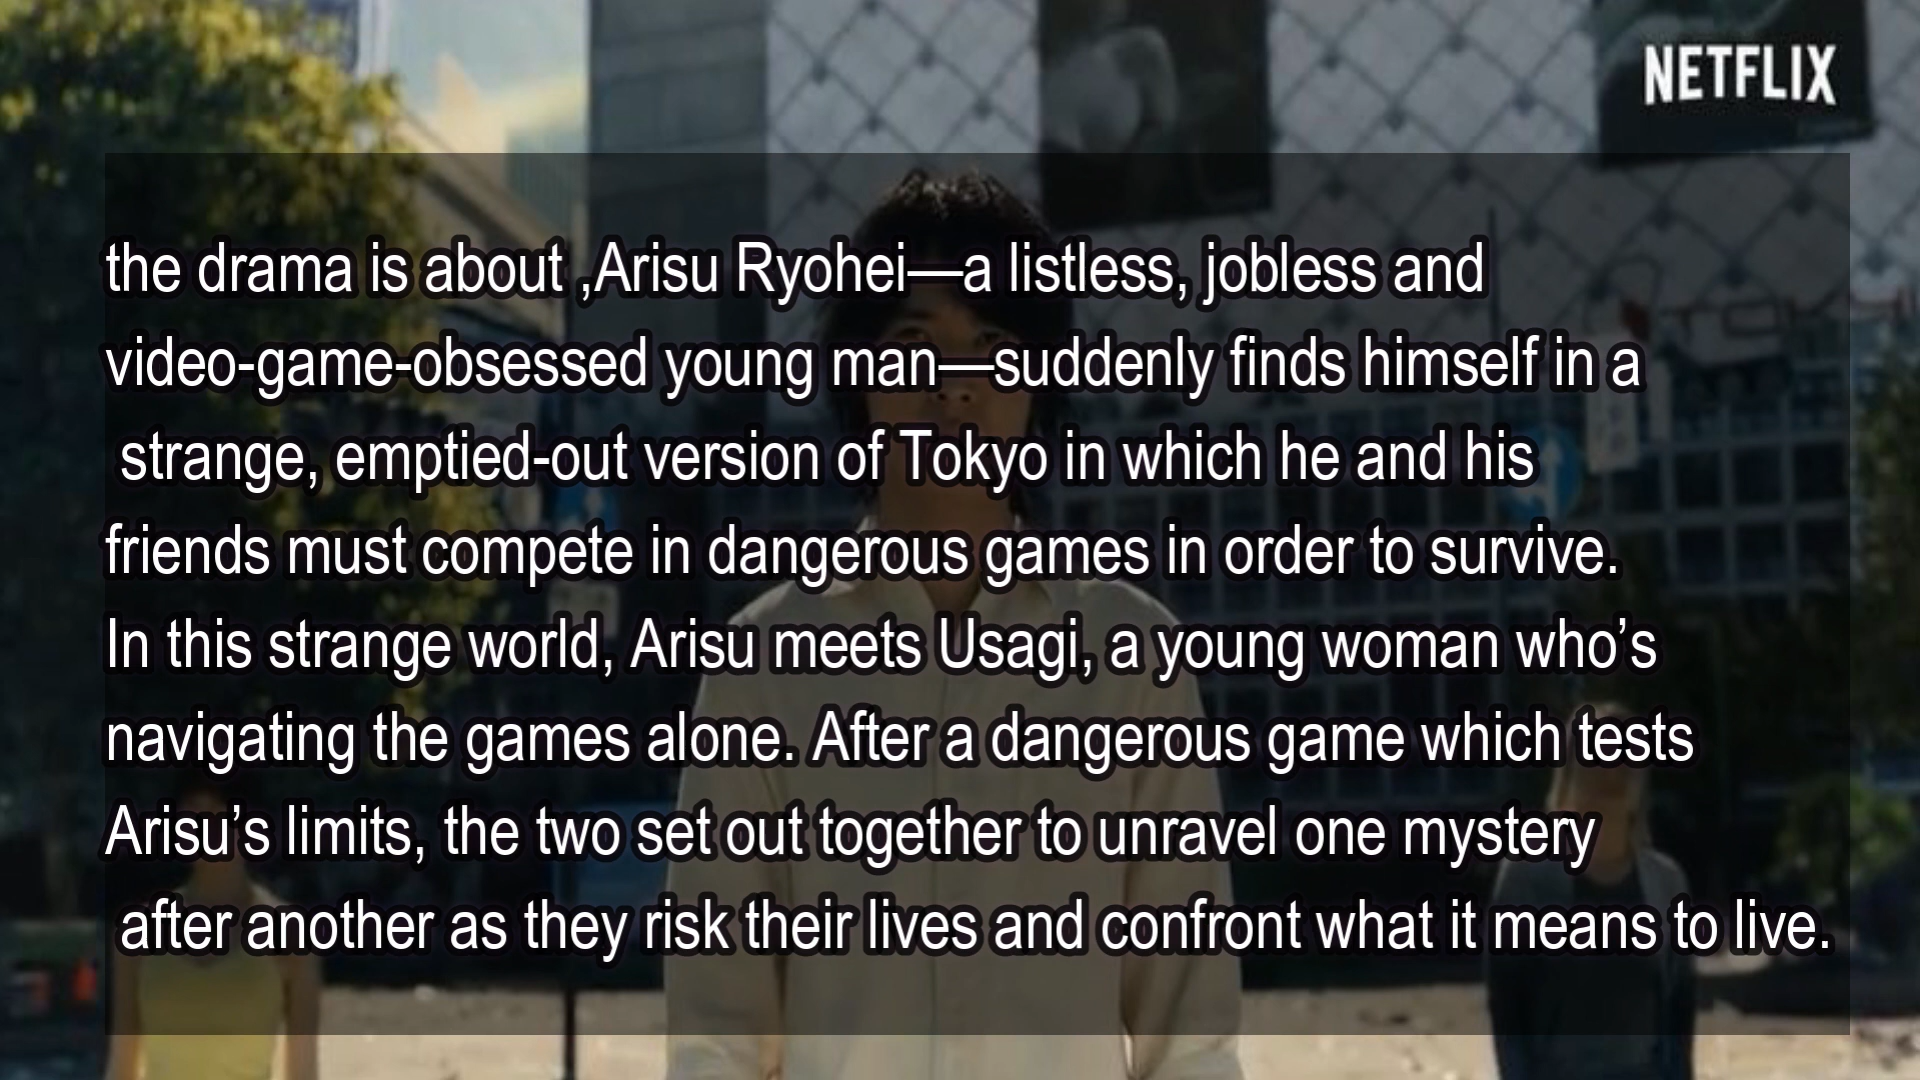 NETFLIX
the drama is about ,Arisu Ryohei—a listless, jobless and
video-game-obsessed young man—suddenly finds himself in a
strange, emptied-out version of Tokyo in which he and his
friends must compete in dangerous games in order to survive.
In this strange world, Arisu meets Usagi, a young woman who’s
navigating the games alone. After a dangerous game which tests
Arisu’s limits, the two set out together to unravel one mystery
after another as they risk their lives and confront what it means to live.